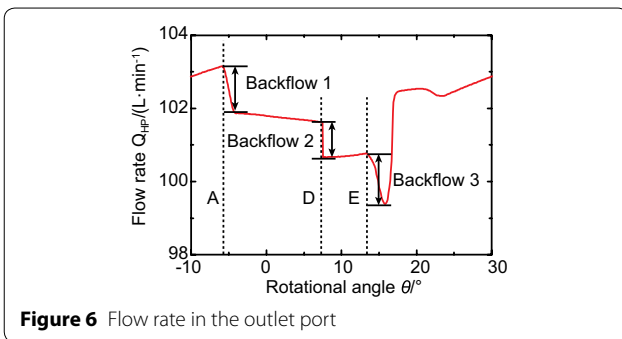 104
102
100
98
Flow rate Q_HP/(L·min⁻¹)
Backflow 1
Backflow 2
Backflow 3
A
D
E
-10
0
10
20
30
Rotational angle θ/°
Figure 6 Flow rate in the outlet port